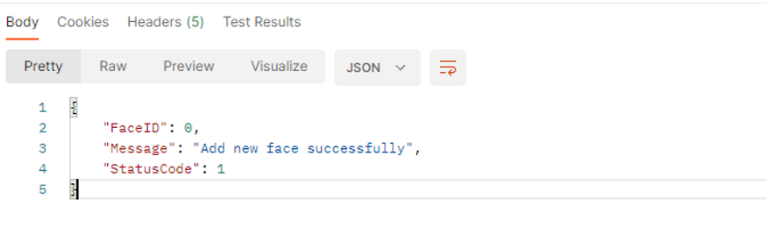 Body Cookies Headers (5) Test Results
Pretty Raw Preview Visualize JSON
1 {
2 "FaceID": 0,
3 "Message": "Add new face successfully",
4 "StatusCode": 1
5 }